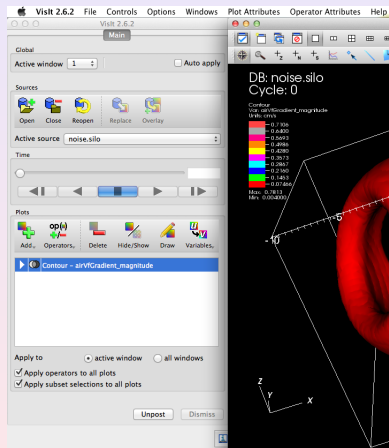 VisIt 2.6.2 File Controls Options Windows Plot Attributes Operator Attributes Help
VisIt 2.6.2
Main
Global
Active window 1 Auto apply
Sources
Open Close Reopen Replace Overlay
Active source noise.silo
Time
Plots
op(n)
Add Operators Delete Hide/Show Draw Variables
Contour - airVfGradient_magnitude
Apply to active window all windows
Apply operators to all plots
Apply subset selections to all plots
Unpost Dismiss
DB: noise.silo
Cycle: 0
Contour
Var: airVfGradient_magnitude
Units: cm/s
0.7106
0.6400
0.5693
0.4986
0.4280
0.3573
0.2867
0.2160
0.1453
0.07466
Max: 0.7813
Min: 0.004000
-5
-10
Z
Y
X